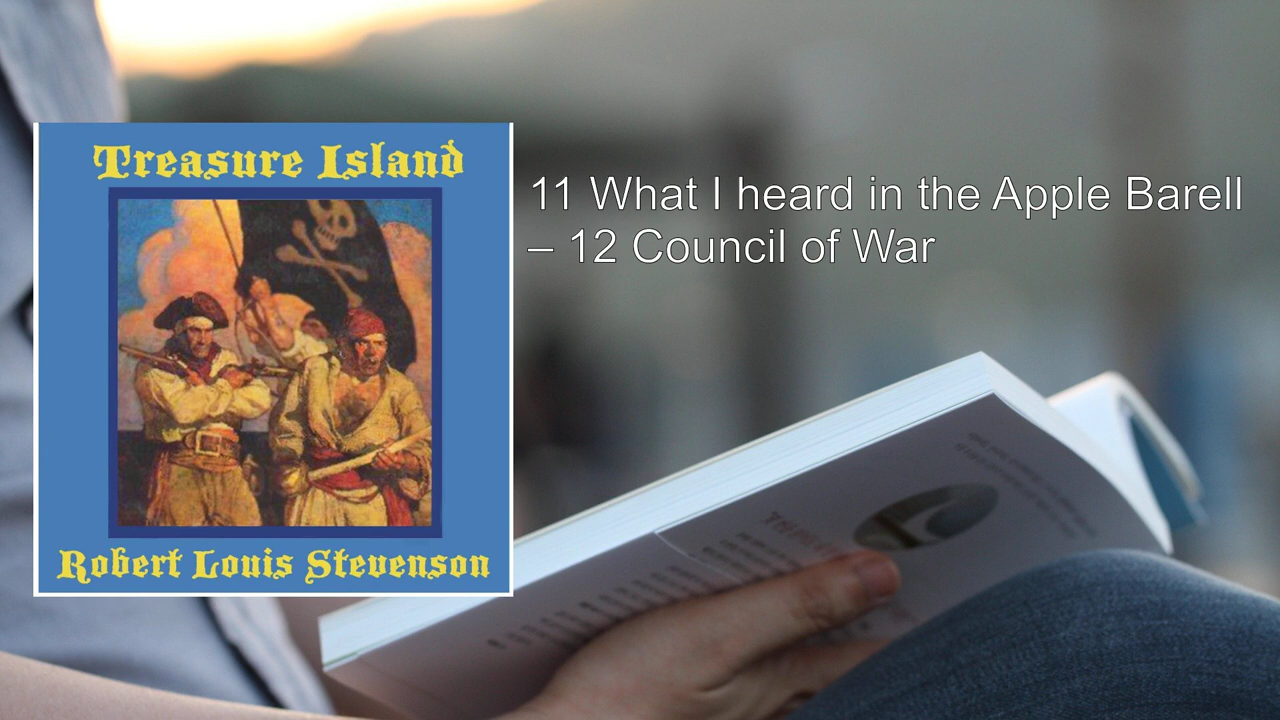 Treasure Island
Robert Louis Stevenson
11 What I heard in the Apple Barell
– 12 Council of War